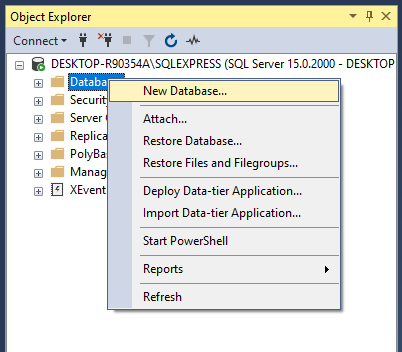 Object Explorer
Connect
DESKTOP-R90354A\SQLEXPRESS (SQL Server 15.0.2000 - DESKTOP
Databas
New Database...
Securit
Attach...
Server O
Restore Database...
Replica
Restore Files and Filegroups...
PolyBas
Manag
Deploy Data-tier Application...
XEvent
Import Data-tier Application...
Start PowerShell
Reports
Refresh